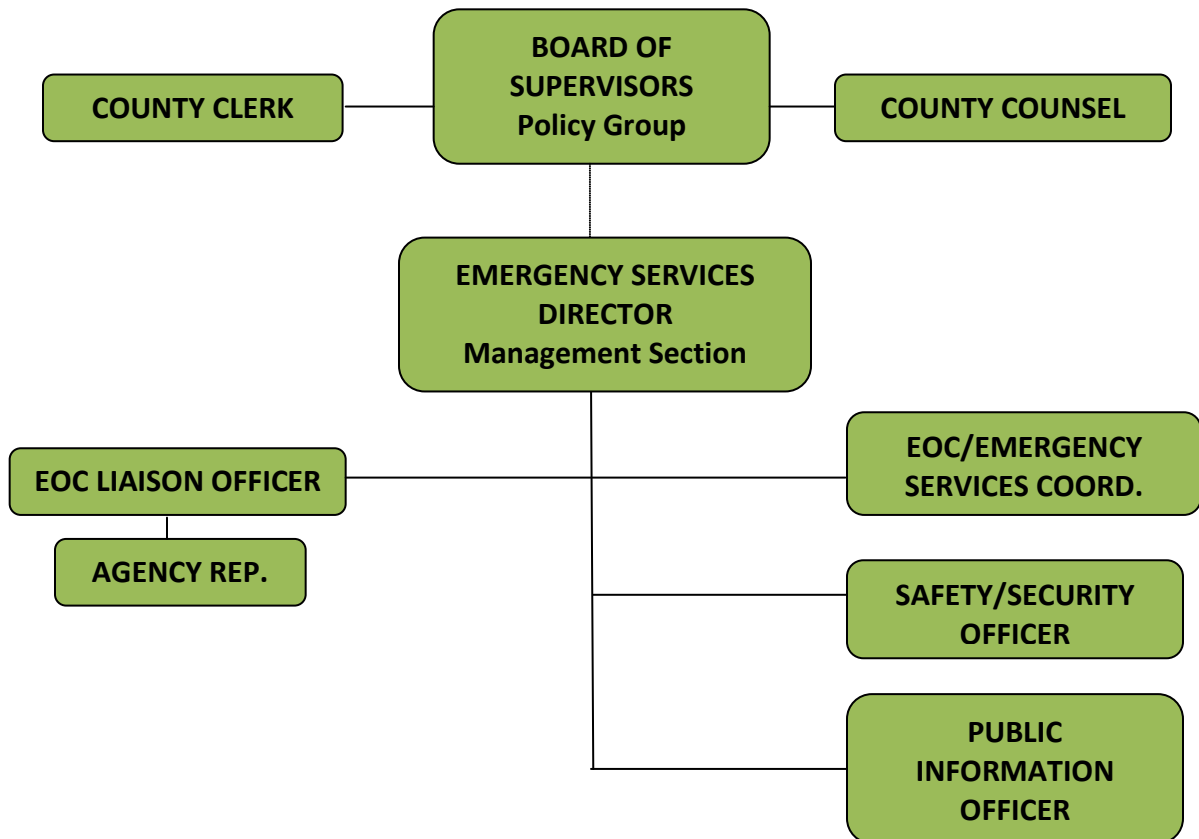 BOARD OF
SUPERVISORS
Policy Group
COUNTY CLERK
COUNTY COUNSEL
EMERGENCY SERVICES
DIRECTOR
Management Section
EOC LIAISON OFFICER
EOC/EMERGENCY
SERVICES COORD.
AGENCY REP.
SAFETY/SECURITY
OFFICER
PUBLIC
INFORMATION
OFFICER